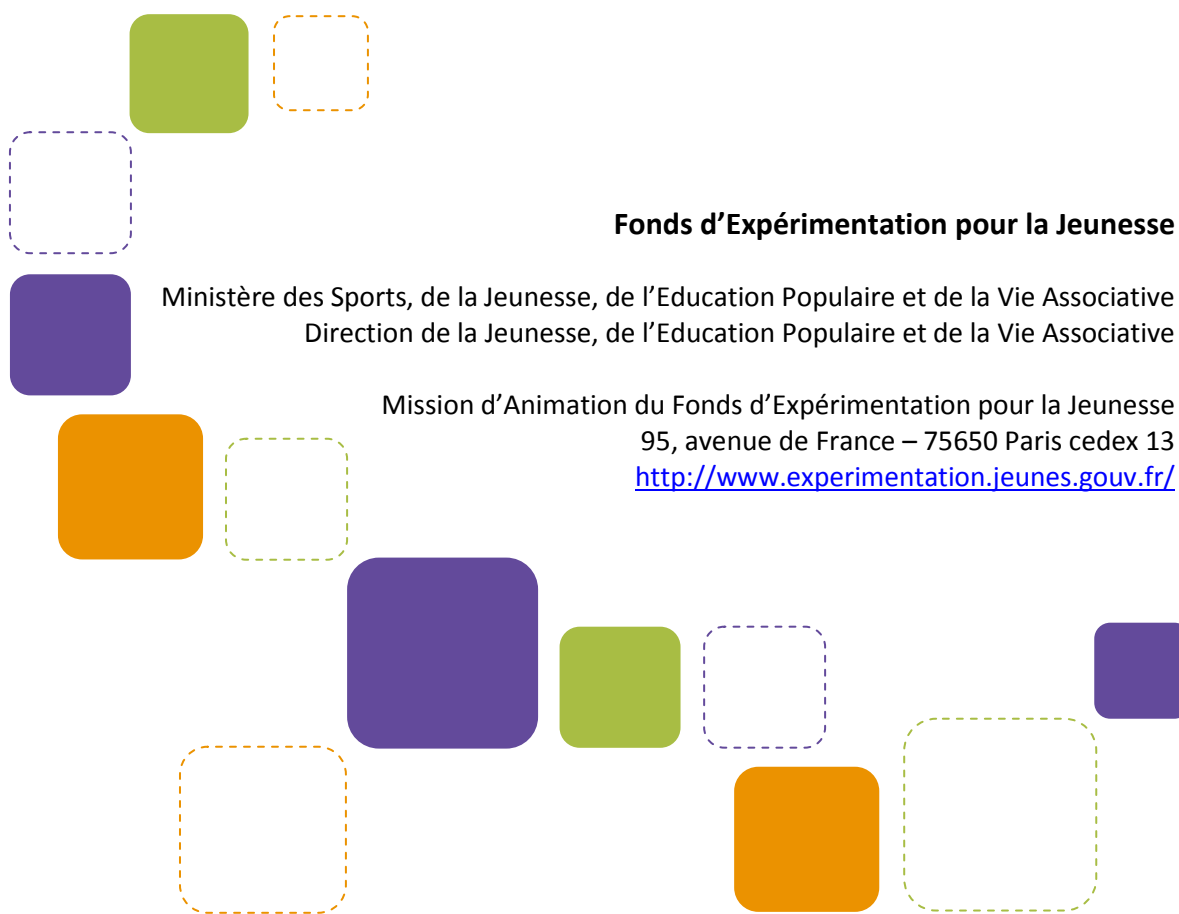 Fonds d’Expérimentation pour la Jeunesse
Ministère des Sports, de la Jeunesse, de l’Education Populaire et de la Vie Associative
Direction de la Jeunesse, de l’Education Populaire et de la Vie Associative
Mission d’Animation du Fonds d’Expérimentation pour la Jeunesse
95, avenue de France – 75650 Paris cedex 13
http://www.experimentation.jeunes.gouv.fr/